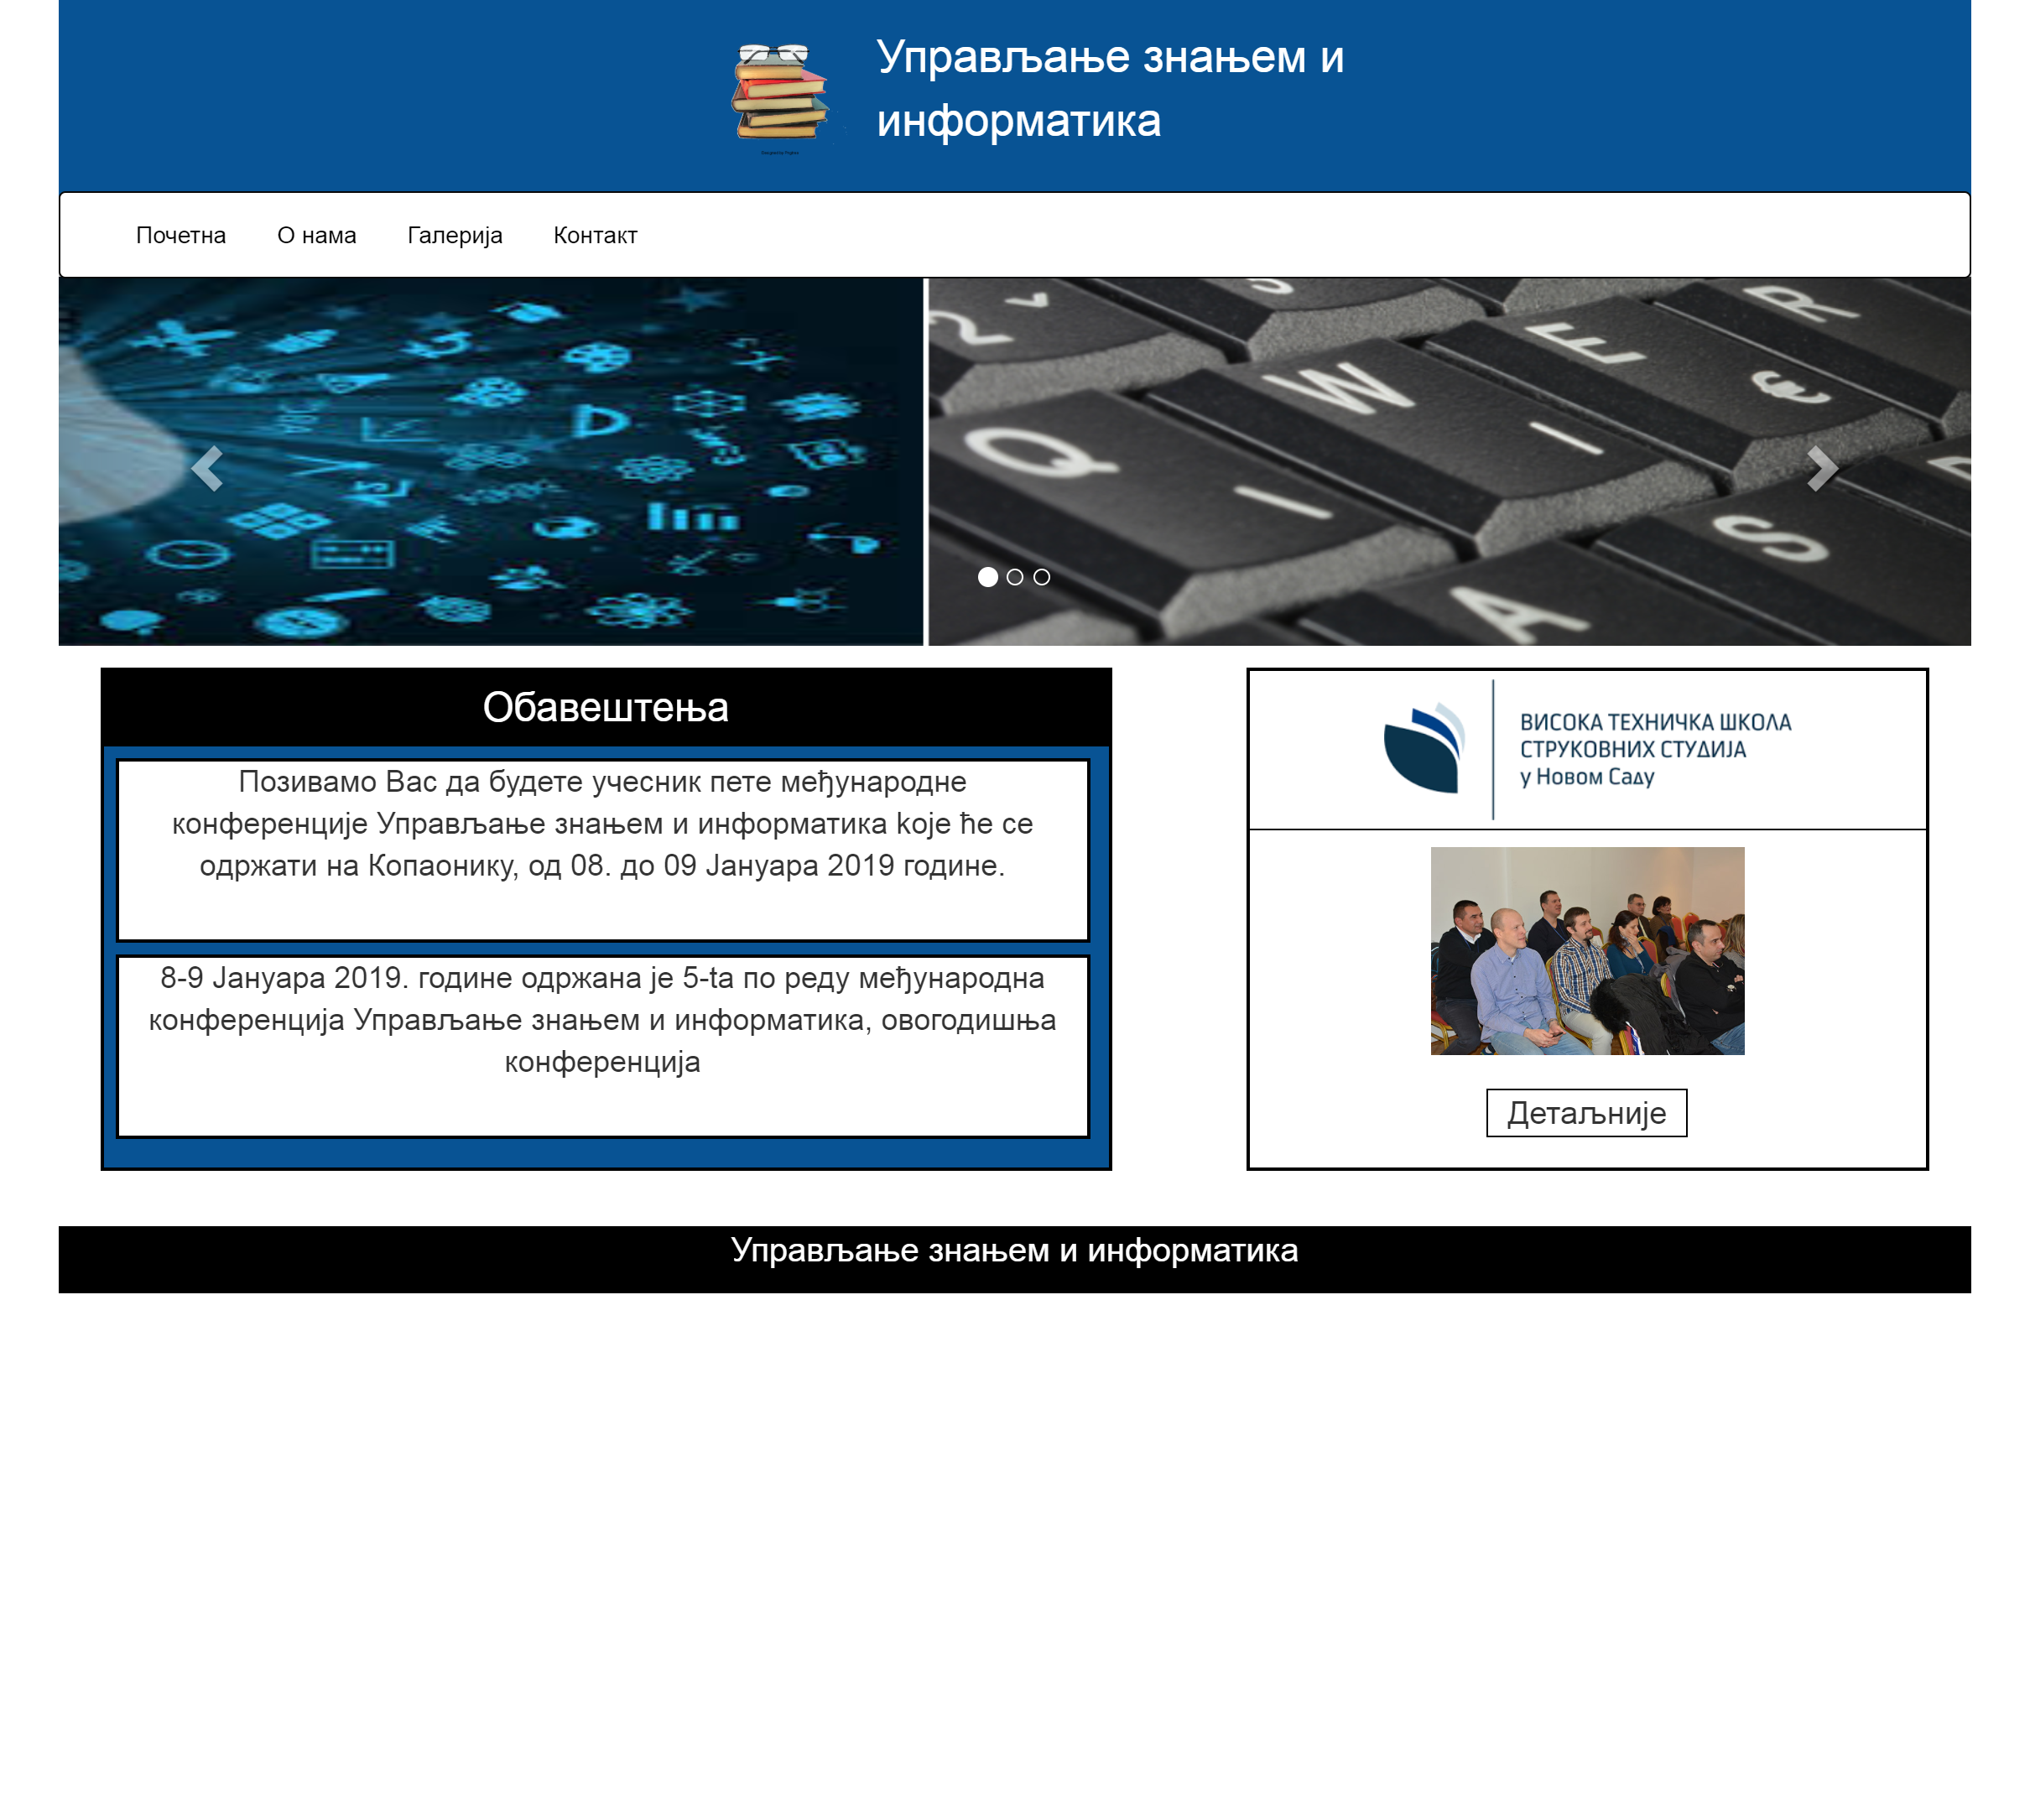 Управљање знањем и
информатика
Почетна
О нама
Галерија
Контакт
2
R
W
E
€
Q
S
A
Обавештења
Позивамо Вас да будете учесник пете међународне
конференције Управљање знањем и информатика које ће се
одржати на Копаонику, од 08. до 09 Јануара 2019 године.
8-9 Јануара 2019. године одржана је 5-ta по реду међународна
конференција Управљање знањем и информатика, овогодишња
конференција
ВИСОКА ТЕХНИЧКА ШКОЛА
СТРУКОВНИХ СТУДИЈА
у Новом Саду
Детаљније
Управљање знањем и информатика